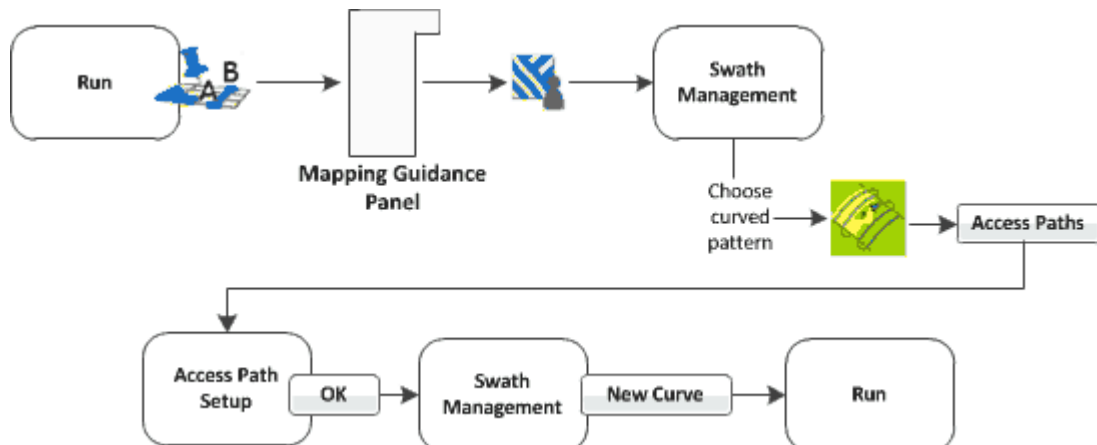 Run
A
B
Mapping Guidance
Panel
Swath
Management
Choose
curved
pattern
Access Paths
Access Path
Setup
OK
Swath
Management
New Curve
Run